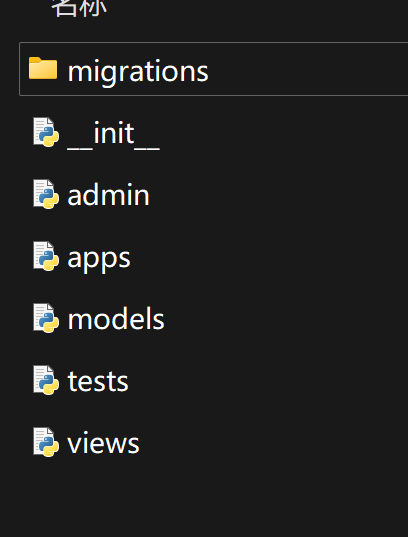 名称
migrations
__init__
admin
apps
models
tests
views